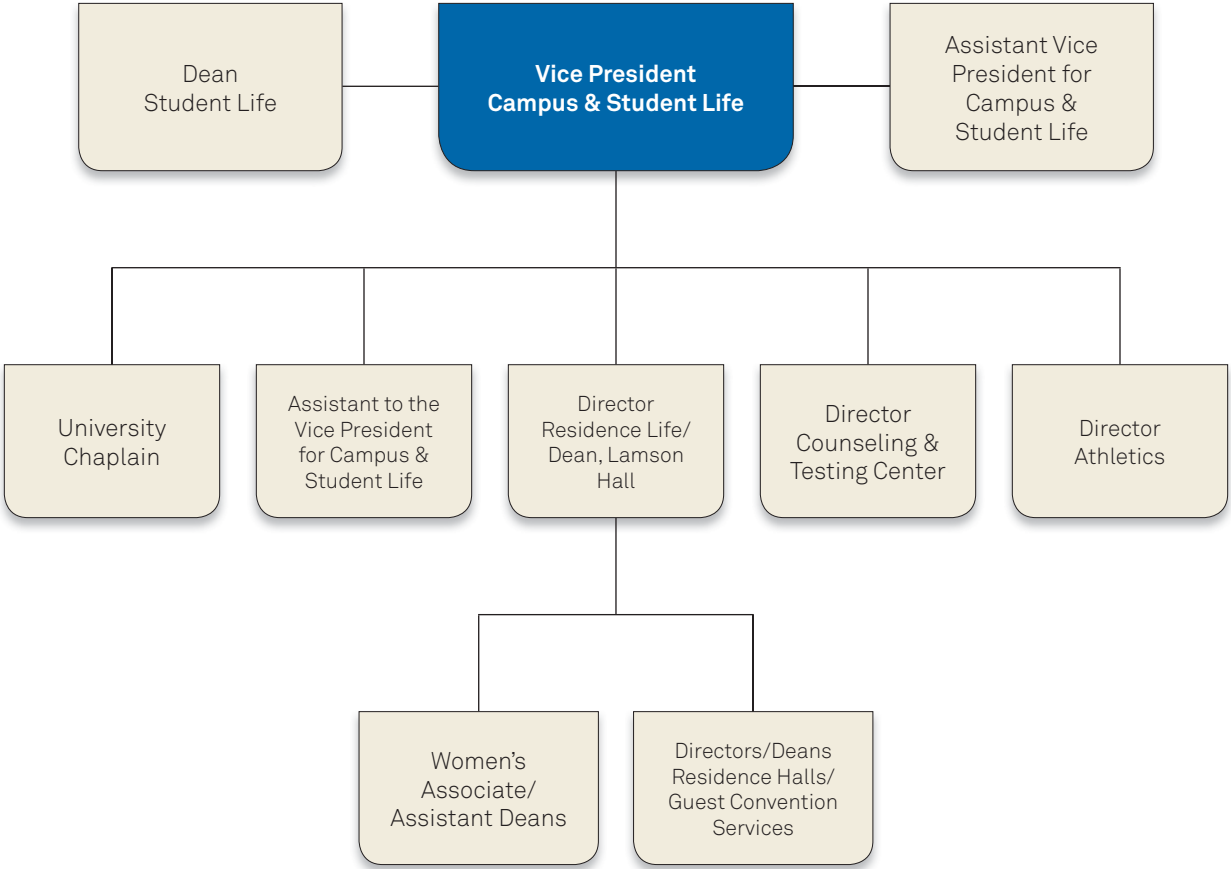 Dean
Student Life
Vice President
Campus & Student Life
Assistant Vice
President for
Campus &
Student Life
University
Chaplain
Assistant to the
Vice President
for Campus &
Student Life
Director
Residence Life/
Dean, Lamson
Hall
Director
Counseling &
Testing Center
Director
Athletics
Women’s
Associate/
Assistant Deans
Directors/Deans
Residence Halls/
Guest Convention
Services